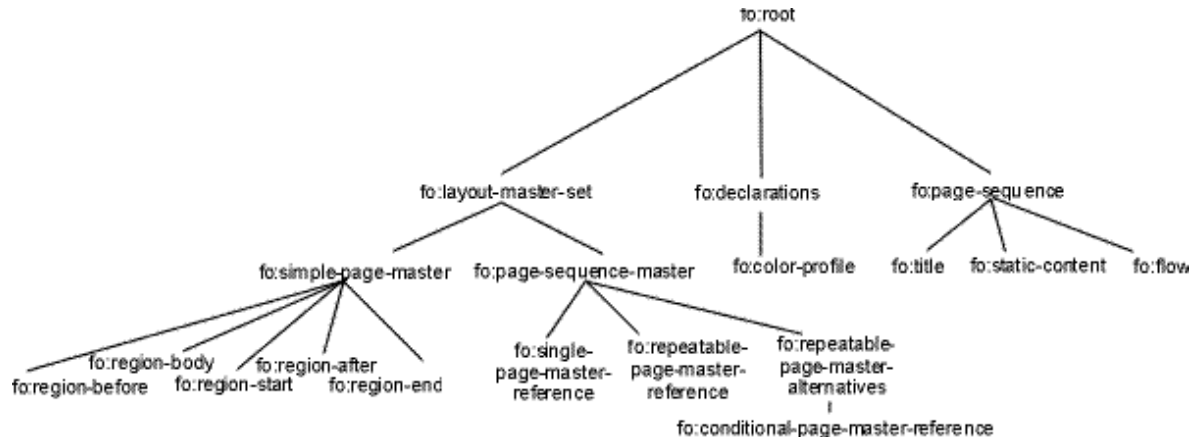 fo:root
fo:layout-master-set
fo:declarations
fo:page-sequence
fo:simple-page-master
fo:page-sequence-master
fo:color-profile
fo:title
fo:static-content
fo:flow
fo:region-before
fo:region-body
fo:region-start
fo:region-after
fo:region-end
fo:single-
page-master-
reference
fo:repeatable-
page-master-
reference
fo:repeatable-
page-master-
alternatives
fo:conditional-page-master-reference